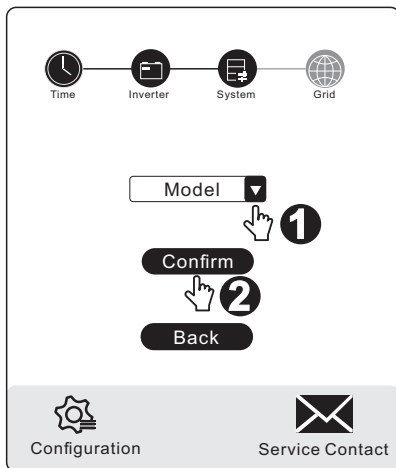 Time Inverter System Grid
Model
1
Confirm
2
Back
Configuration Service Contact